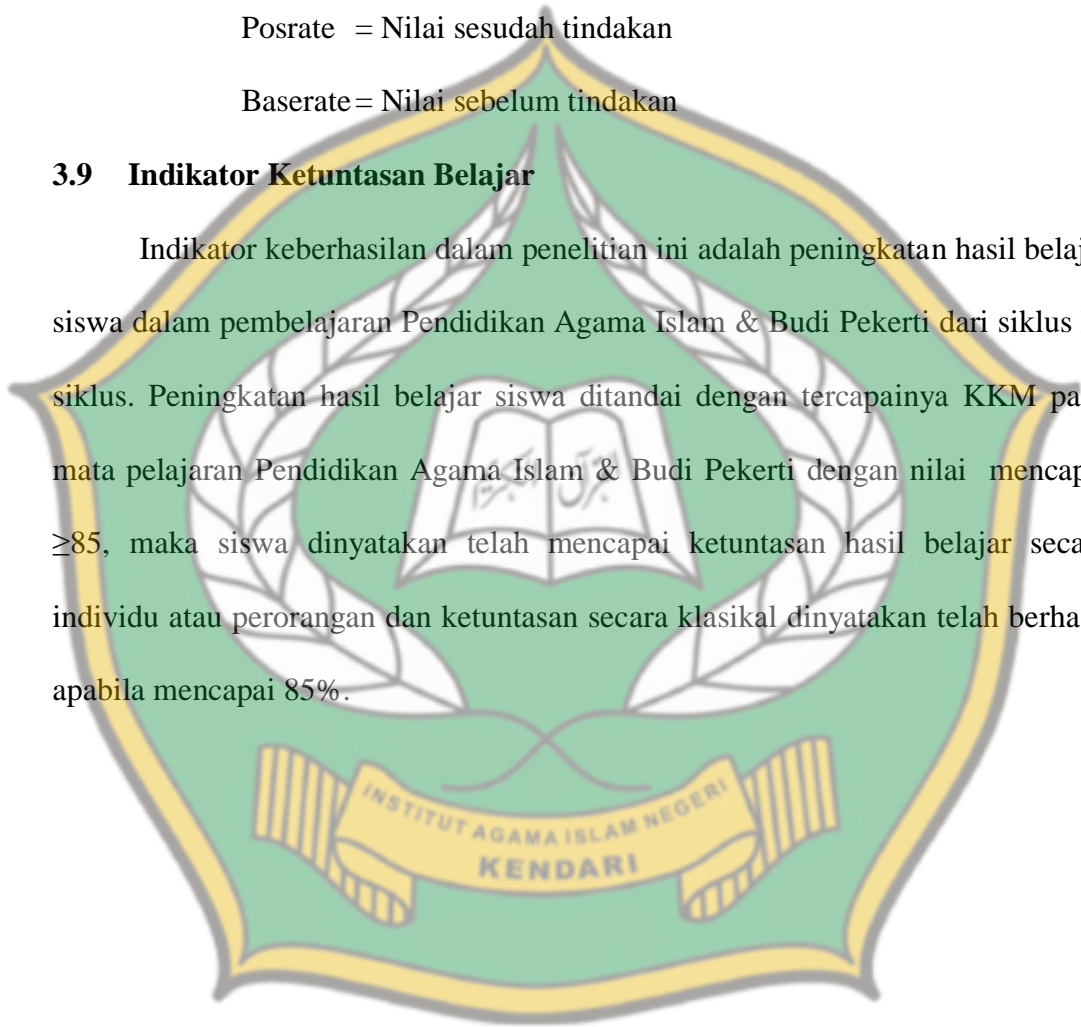 Posrate = Nilai sesudah tindakan
Baserate = Nilai sebelum tindakan
3.9 Indikator Ketuntasan Belajar
Indikator keberhasilan dalam penelitian ini adalah peningkatan hasil belaj
siswa dalam pembelajaran Pendidikan Agama Islam & Budi Pekerti dari siklus
siklus. Peningkatan hasil belajar siswa ditandai dengan tercapainya KKM pa
mata pelajaran Pendidikan Agama Islam & Budi Pekerti dengan nilai mencap
≥85, maka siswa dinyatakan telah mencapai ketuntasan hasil belajar seca
individu atau perorangan dan ketuntasan secara klasikal dinyatakan telah berha
apabila mencapai 85%.
INSTITUT AGAMA ISLAM NEGERI
KENDARI